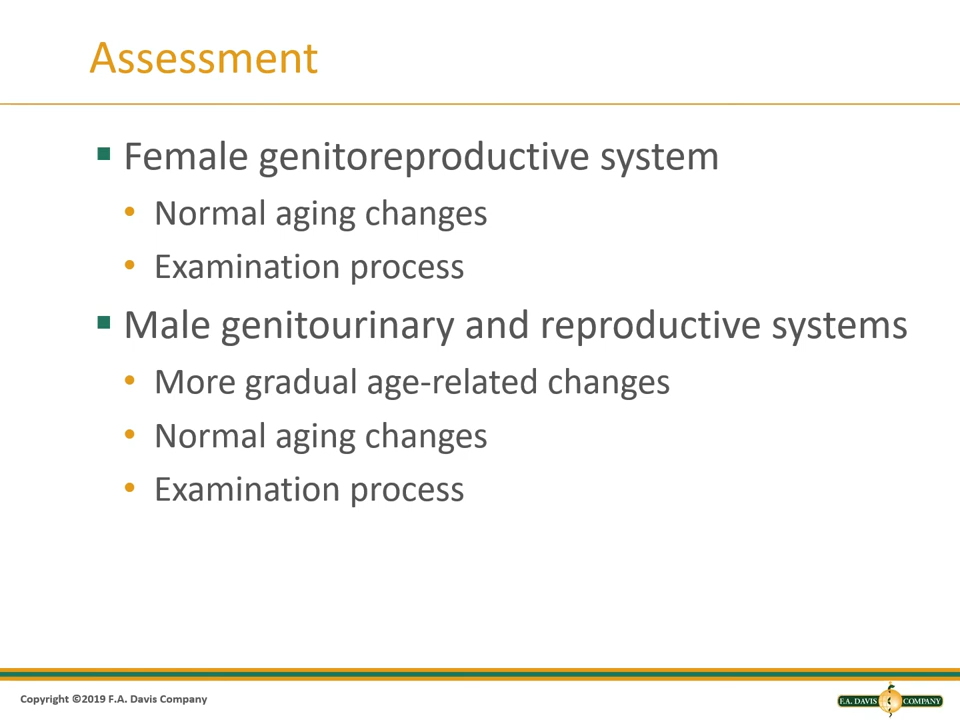 Assessment
Female genitoreproductive system
Normal aging changes
Examination process
Male genitourinary and reproductive systems
More gradual age-related changes
Normal aging changes
Examination process
Copyright ©2019 F.A. Davis Company
F.A. DAVIS COMPANY